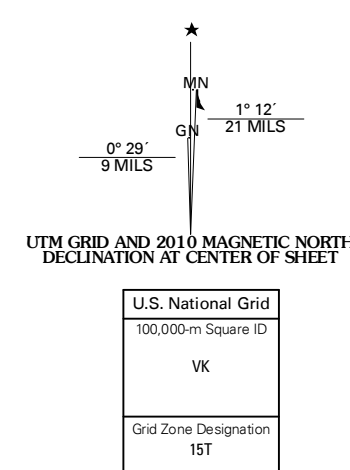 MN
1° 12´
21 MILS
GN
0° 29´
9 MILS
UTM GRID AND 2010 MAGNETIC NORTH
DECLINATION AT CENTER OF SHEET
U.S. National Grid
100,000-m Square ID
VK
Grid Zone Designation
15T